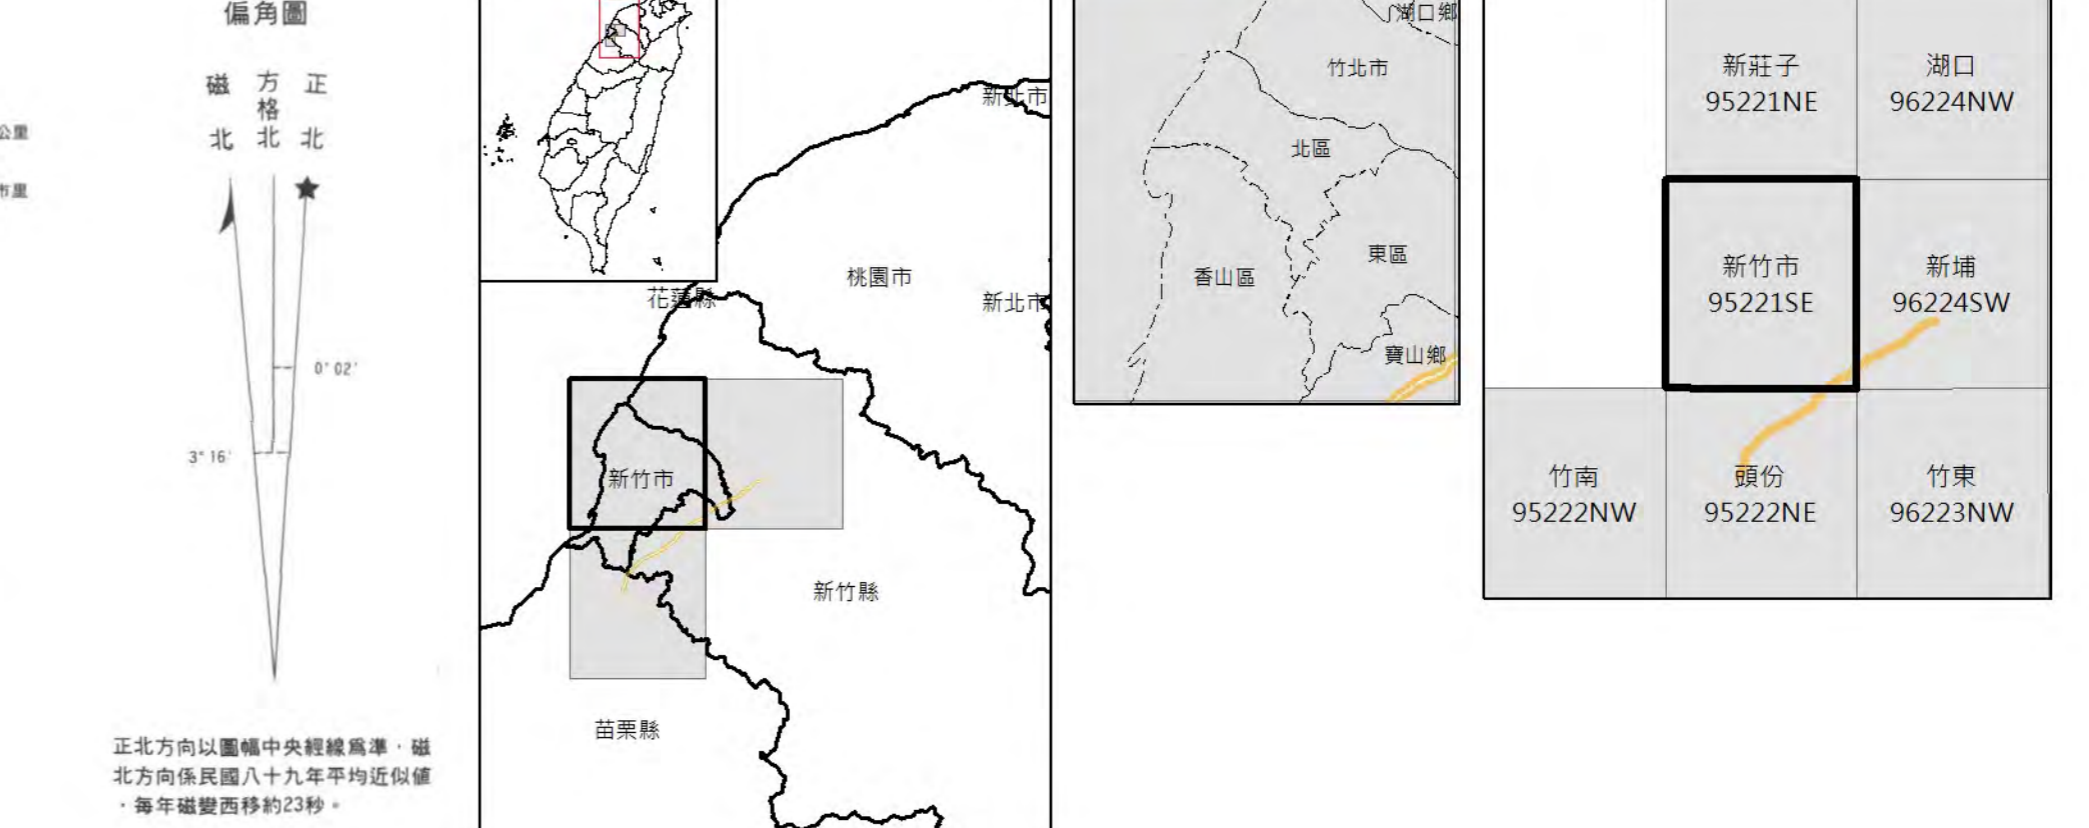 公里
市里
偏角圖
磁北
方格北
正北
0° 02′
3° 16′
正北方向以圖幅中央經線爲準，磁
北方向係民國八十九年平均近似值
，每年磁變西移約23秒。
新北市
桃園市
新北市
花蓮縣
新竹市
新竹縣
苗栗縣
湖口鄉
竹北市
北區
東區
香山區
寶山鄉
新莊子
95221NE
湖口
96224NW
新竹市
95221SE
新埔
96224SW
竹南
95222NW
頭份
95222NE
竹東
96223NW